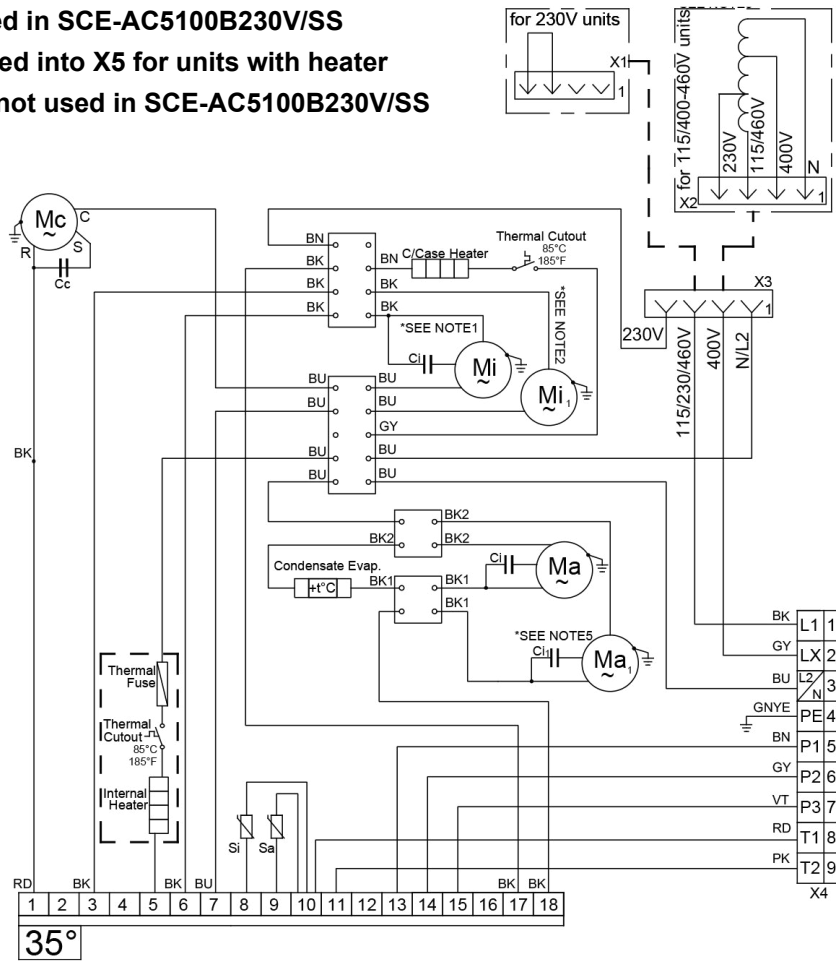 ed in SCE-AC5100B230V/SS
ed into X5 for units with heater
not used in SCE-AC5100B230V/SS
for 230V units
X1
1
for 115/400-460V units
230V
115/460V
400V
N
X2
1
Mc
~
C
R
S
Cc
BN
BK
BK
BK
BN
C/Case Heater
Thermal Cutout
85°C
185°F
BK
BK
*SEE NOTE1
*SEE NOTE2
Ci
Mi
~
Mi1
~
X3
1
230V
115/230/460V
400V
N/L2
BU
BU
BU
BU
BU
BU
GY
BU
BU
BK
BK2
BK2
BK2
Condensate Evap.
+t°C
BK1
BK1
BK1
Ci
Ma
~
*SEE NOTE5
Ci1
Ma1
~
Thermal
Fuse
Thermal
Cutout
85°C
185°F
Internal
Heater
Si
Sa
BK L1 1
GY LX 2
BU L2/N 3
GNYE PE 4
BN P1 5
GY P2 6
VT P3 7
RD T1 8
PK T2 9
X4
RD BK BK BU BK BK
1 2 3 4 5 6 7 8 9 10 11 12 13 14 15 16 17 18
35°